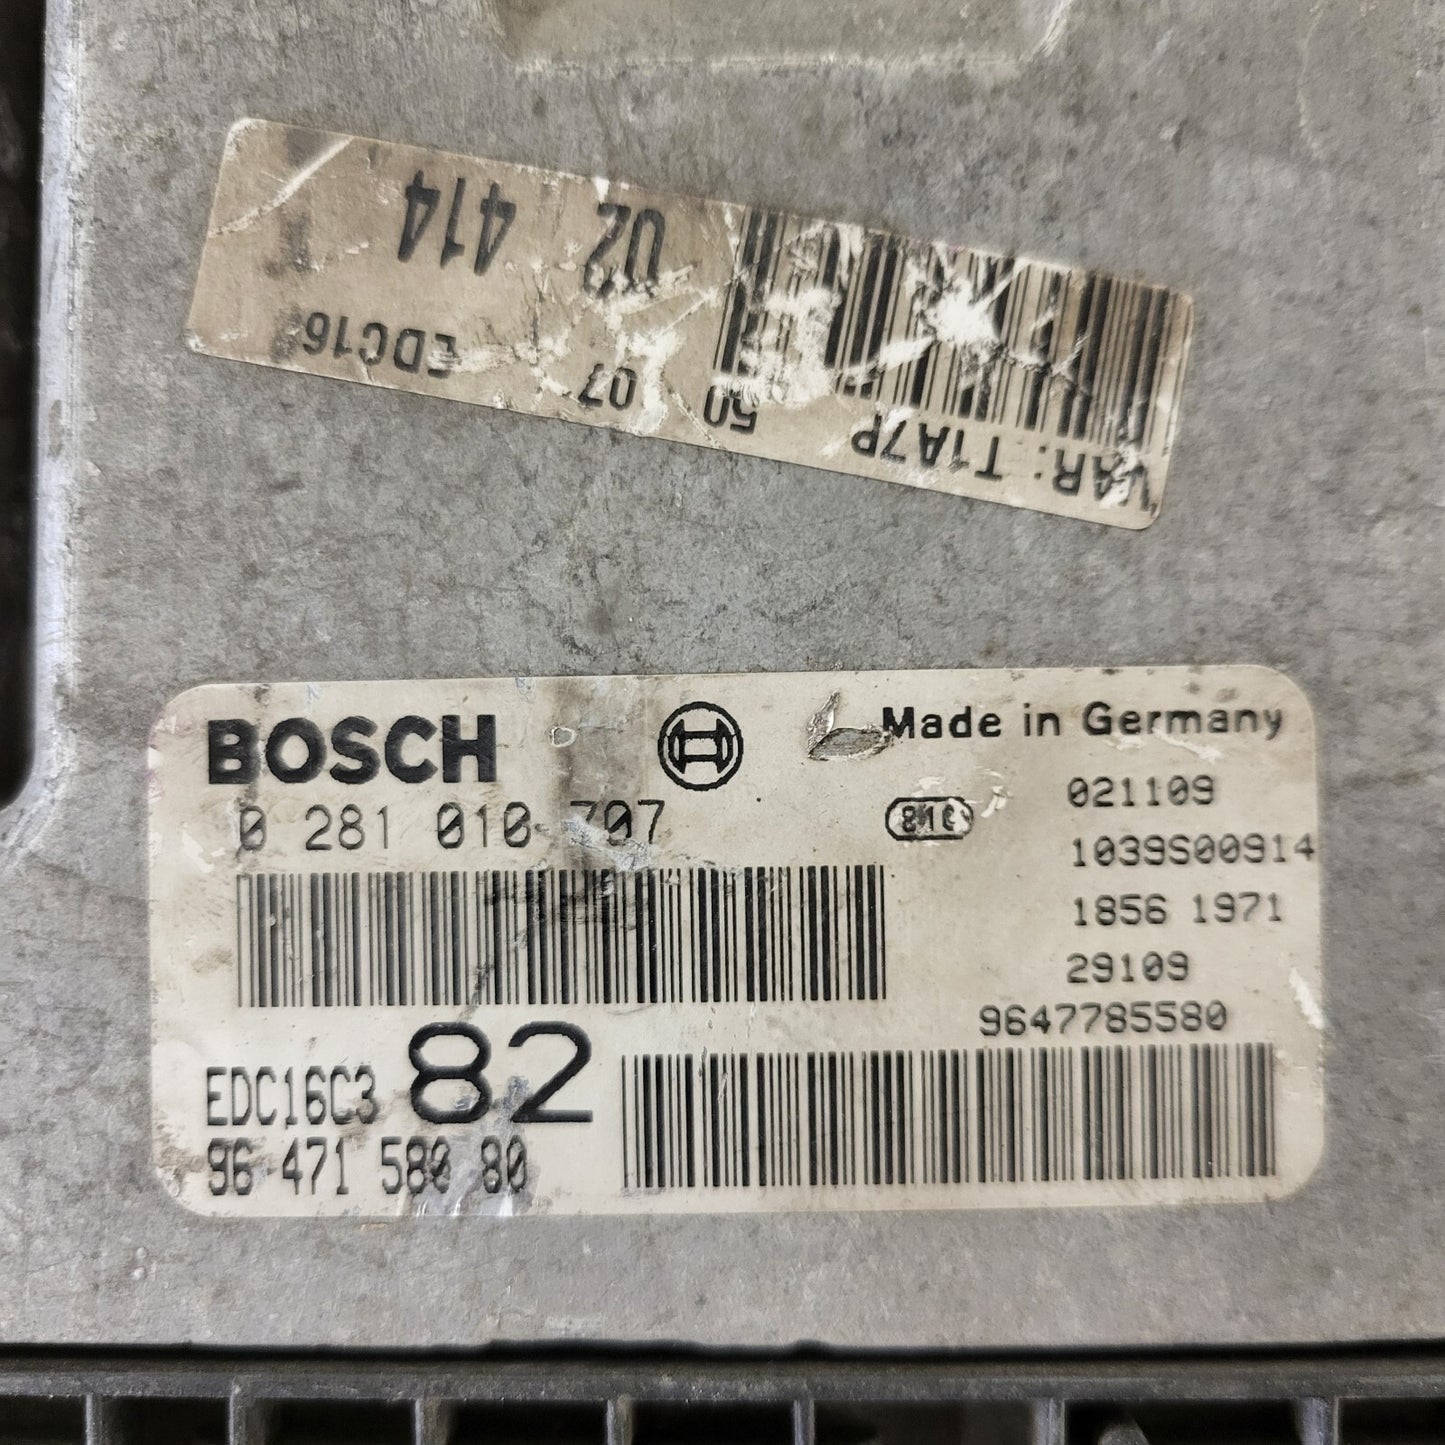 VAR: T1A7P 50 07 EDC16
02 414
BOSCH
Made in Germany
0 281 010 707
021109
1039S00914
1856 1971
29109
9647785580
EDC16C3 82
96 471 580 80